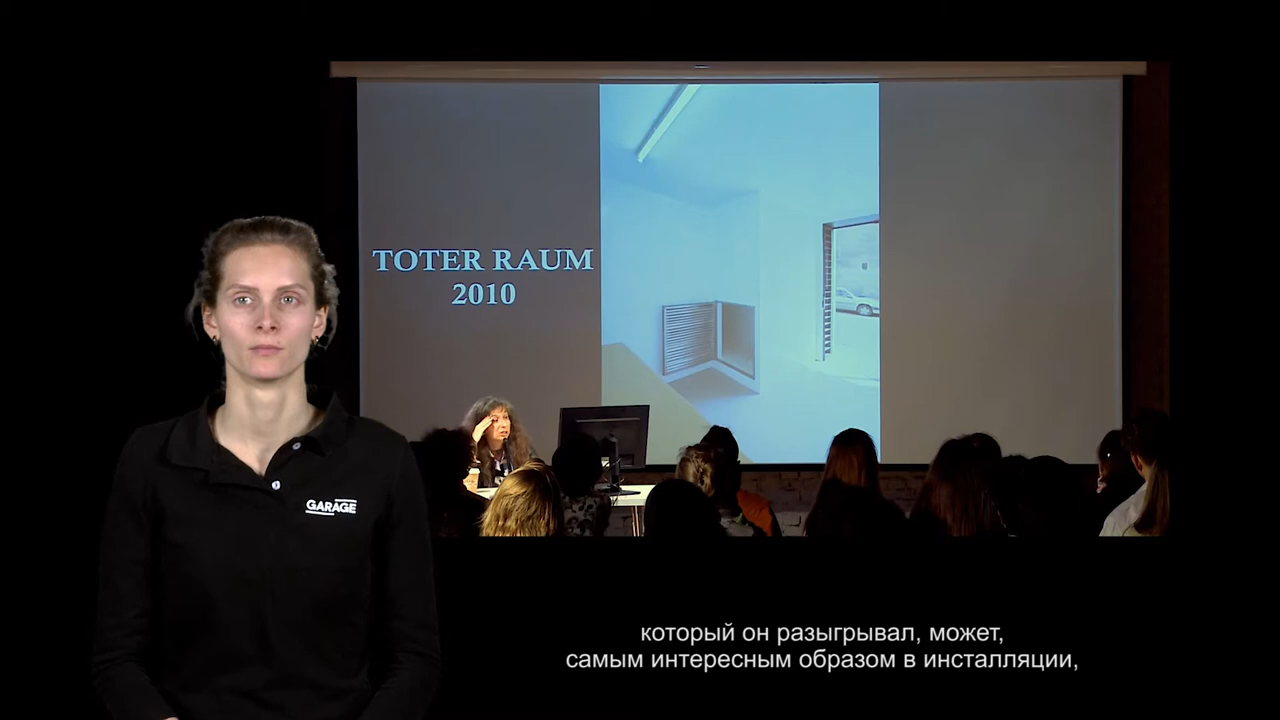 TOTER RAUM
2010
GARAGE
который он разыгрывал, может,
самым интересным образом в инсталляции,